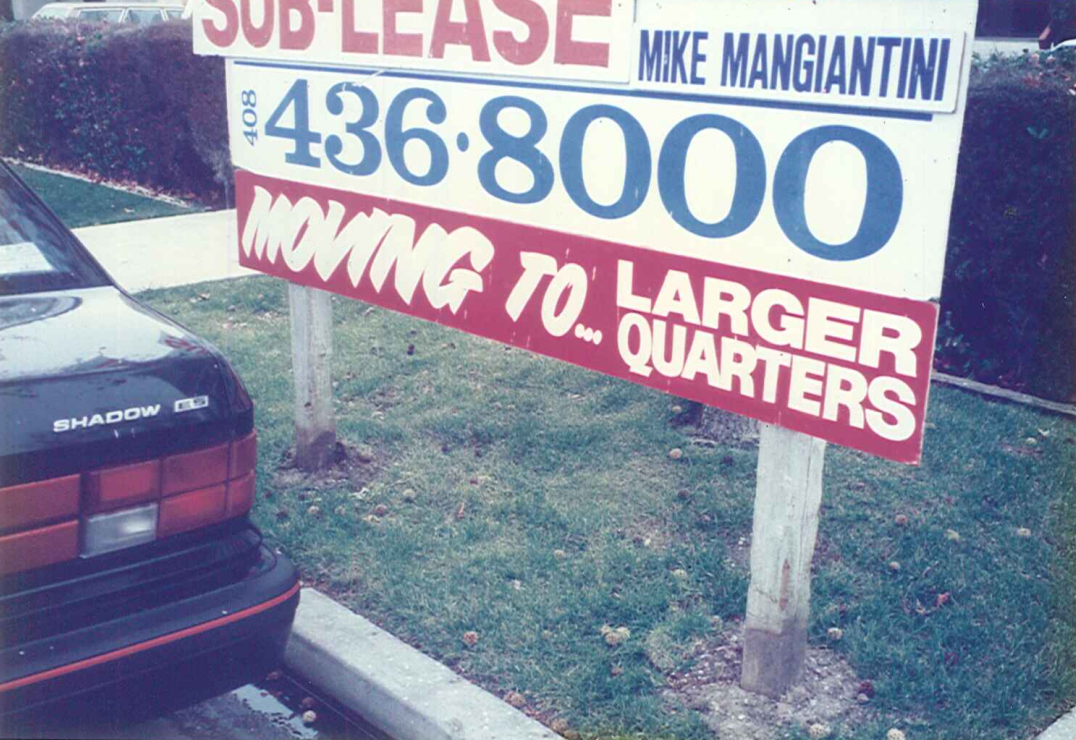 SUB-LEASE
MIKE MANGIANTINI
408 436·8000
MOVING TO... LARGER
QUARTERS
SHADOW ES